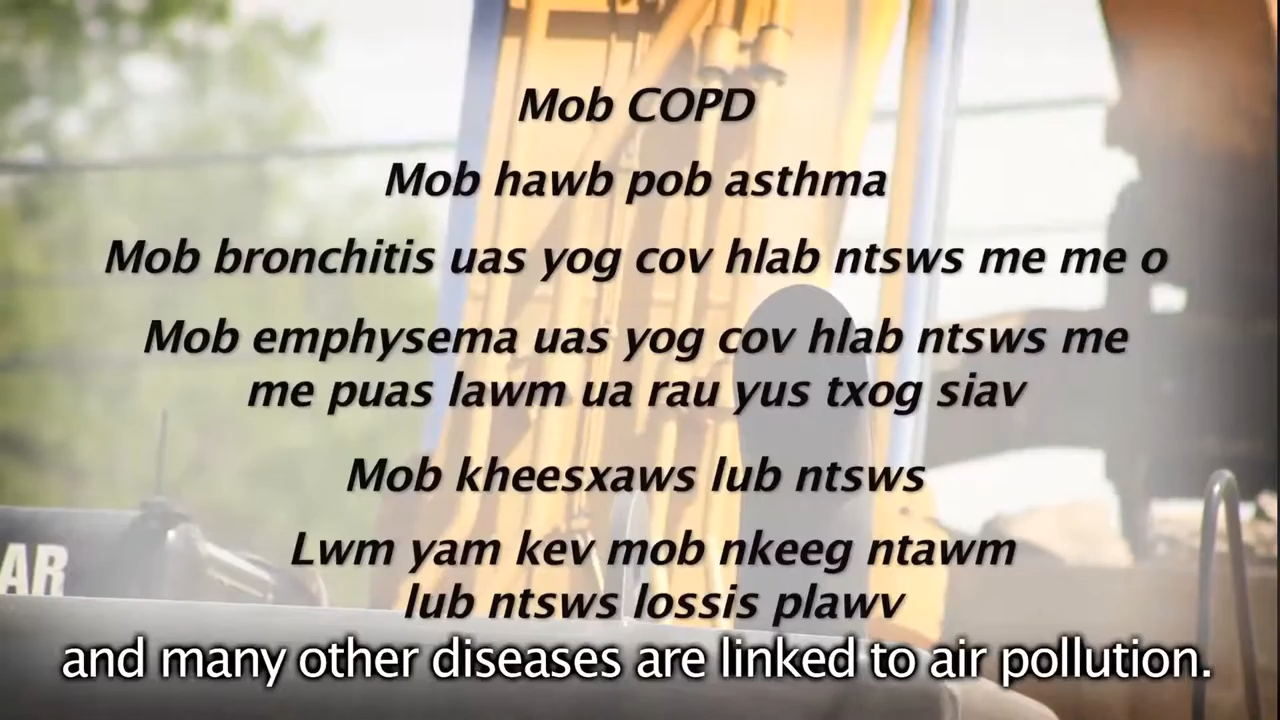 Mob COPD
Mob hawb pob asthma
Mob bronchitis uas yog cov hlab ntsws me me o
Mob emphysema uas yog cov hlab ntsws me
me puas lawm ua rau yus txog siav
Mob kheesxaws lub ntsws
Lwm yam kev mob nkeeg ntawm
lub ntsws lossis plawv
AR
and many other diseases are linked to air pollution.